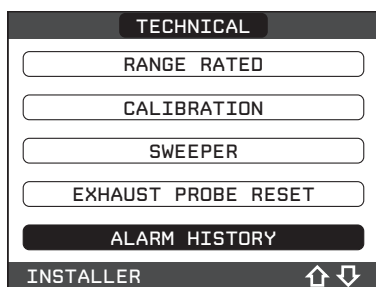 TECHNICAL
RANGE RATED
CALIBRATION
SWEEPER
EXHAUST PROBE RESET
ALARM HISTORY
INSTALLER